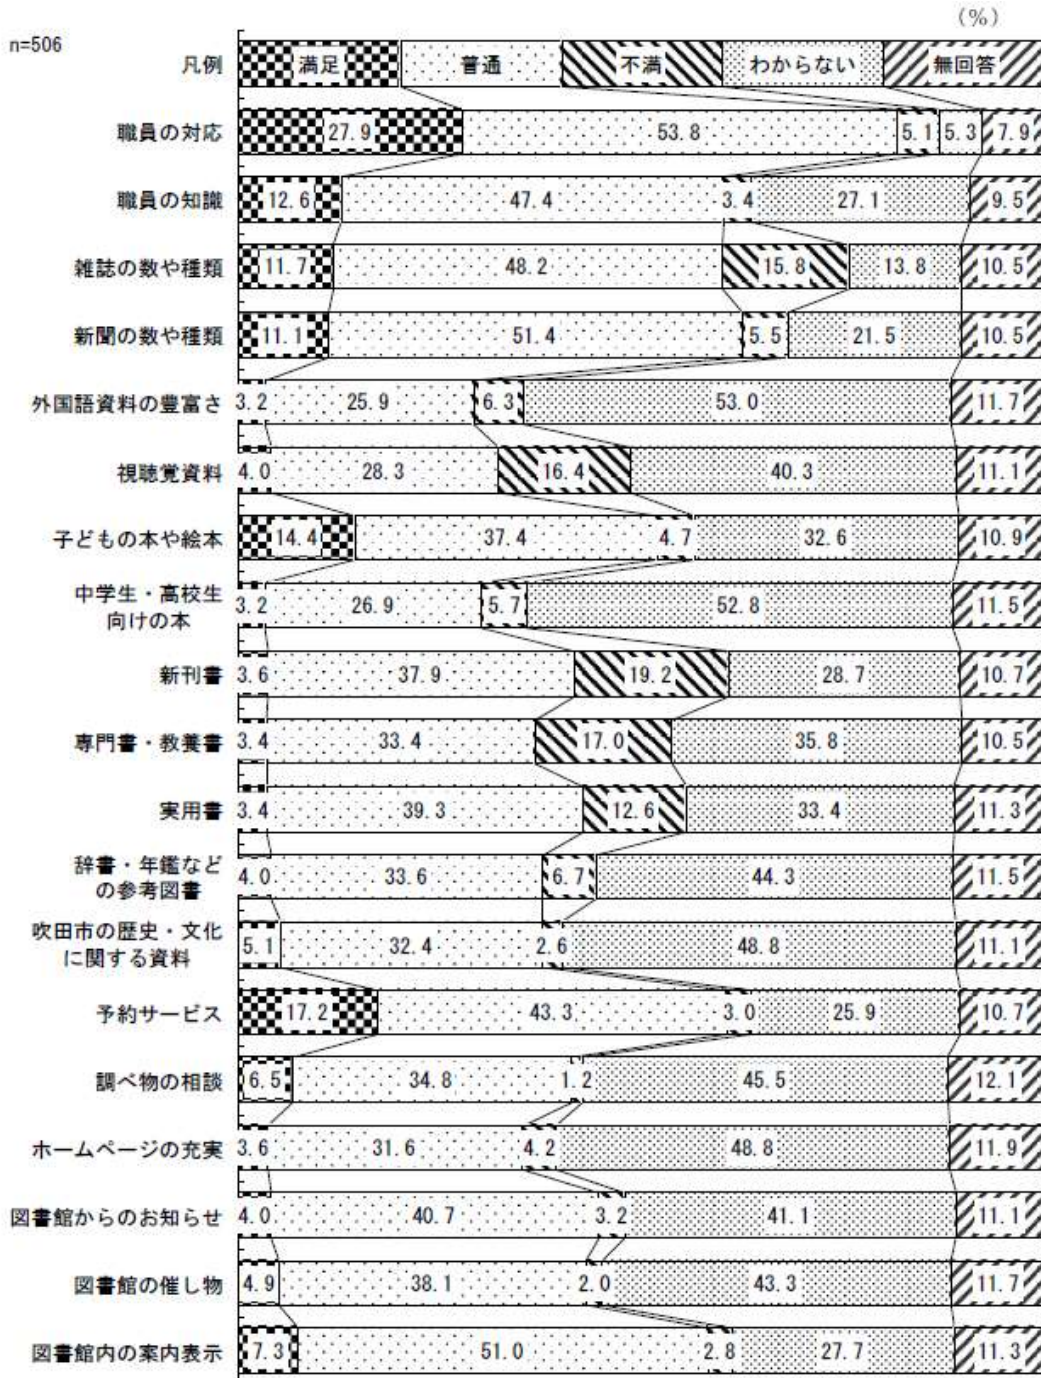 (%)
n=506
凡例 満足 普通 不満 わからない 無回答
職員の対応 27.9 53.8 5.1 5.3 7.9
職員の知識 12.6 47.4 3.4 27.1 9.5
雑誌の数や種類 11.7 48.2 15.8 13.8 10.5
新聞の数や種類 11.1 51.4 5.5 21.5 10.5
外国語資料の豊富さ 3.2 25.9 6.3 53.0 11.7
視聴覚資料 4.0 28.3 16.4 40.3 11.1
子どもの本や絵本 14.4 37.4 4.7 32.6 10.9
中学生・高校生
向けの本 3.2 26.9 5.7 52.8 11.5
新刊書 3.6 37.9 19.2 28.7 10.7
専門書・教養書 3.4 33.4 17.0 35.8 10.5
実用書 3.4 39.3 12.6 33.4 11.3
辞書・年鑑など
の参考図書 4.0 33.6 6.7 44.3 11.5
吹田市の歴史・文化
に関する資料 5.1 32.4 2.6 48.8 11.1
予約サービス 17.2 43.3 3.0 25.9 10.7
調べ物の相談 6.5 34.8 1.2 45.5 12.1
ホームページの充実 3.6 31.6 4.2 48.8 11.9
図書館からのお知らせ 4.0 40.7 3.2 41.1 11.1
図書館の催し物 4.9 38.1 2.0 43.3 11.7
図書館内の案内表示 7.3 51.0 2.8 27.7 11.3